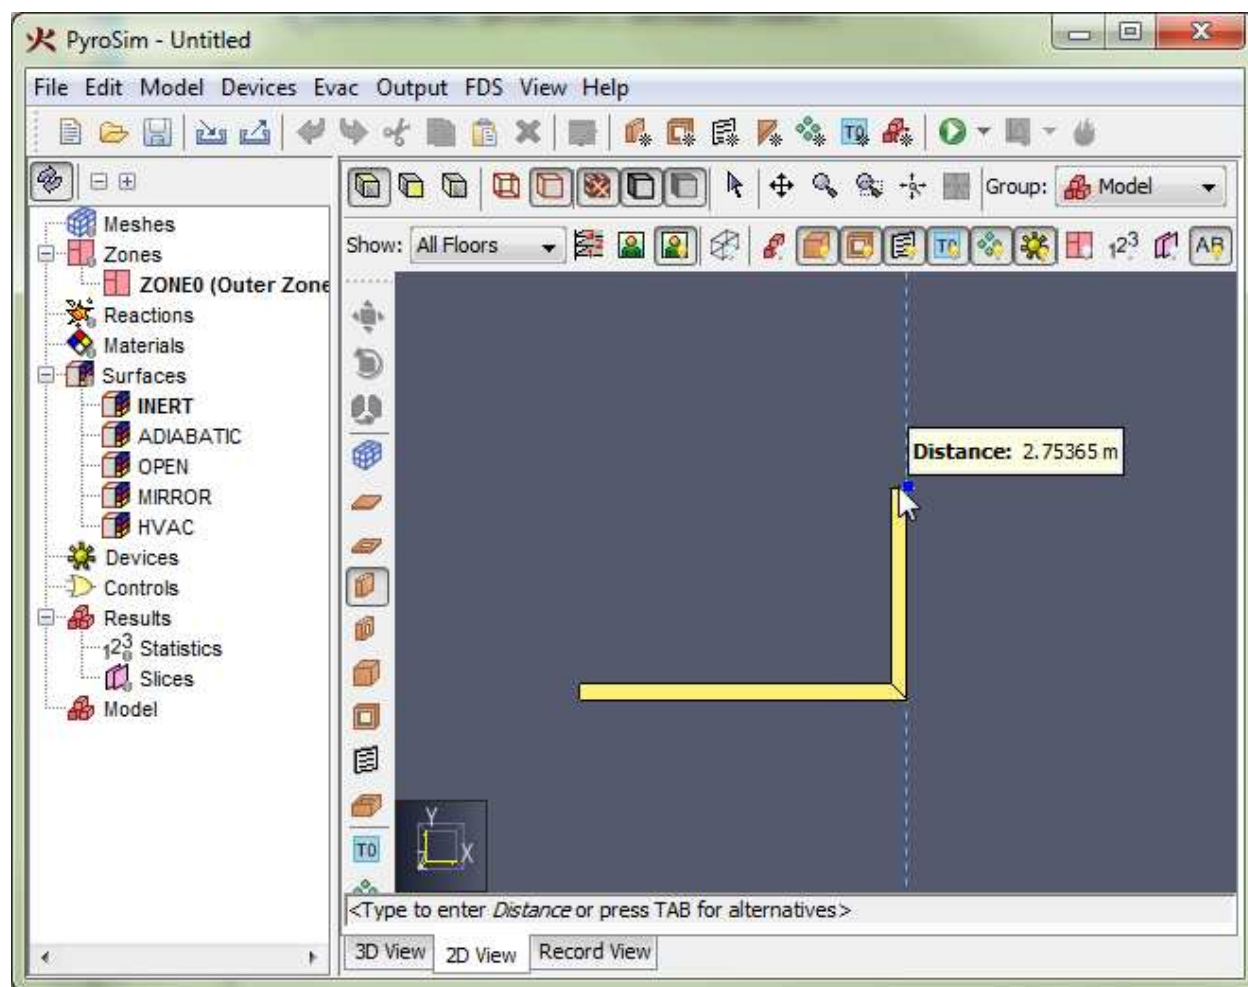 PyroSim - Untitled
File Edit Model Devices Evac Output FDS View Help
Group: Model
Show: All Floors
Meshes
Zones
ZONE0 (Outer Zone
Reactions
Materials
Surfaces
INERT
ADIABATIC
OPEN
MIRROR
HVAC
Devices
Controls
Results
Statistics
Slices
Model
Distance: 2.75365 m
Y
X
<Type to enter Distance or press TAB for alternatives>
3D View 2D View Record View